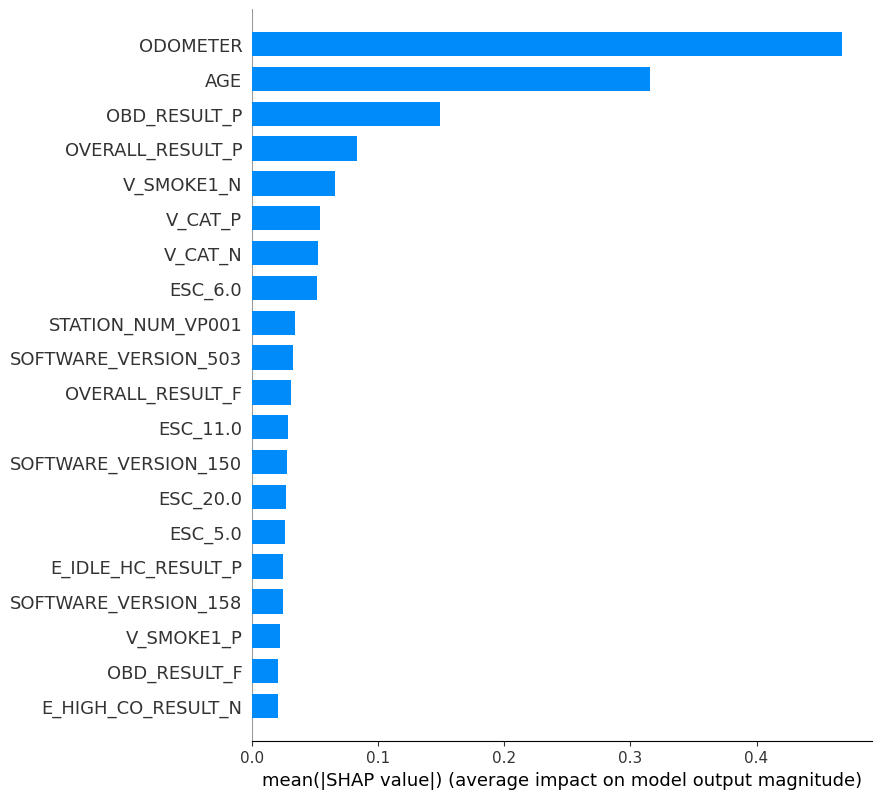 ODOMETER
AGE
OBD_RESULT_P
OVERALL_RESULT_P
V_SMOKE1_N
V_CAT_P
V_CAT_N
ESC_6.0
STATION_NUM_VP001
SOFTWARE_VERSION_503
OVERALL_RESULT_F
ESC_11.0
SOFTWARE_VERSION_150
ESC_20.0
ESC_5.0
E_IDLE_HC_RESULT_P
SOFTWARE_VERSION_158
V_SMOKE1_P
OBD_RESULT_F
E_HIGH_CO_RESULT_N
0.0 0.1 0.2 0.3 0.4
mean(|SHAP value|) (average impact on model output magnitude)